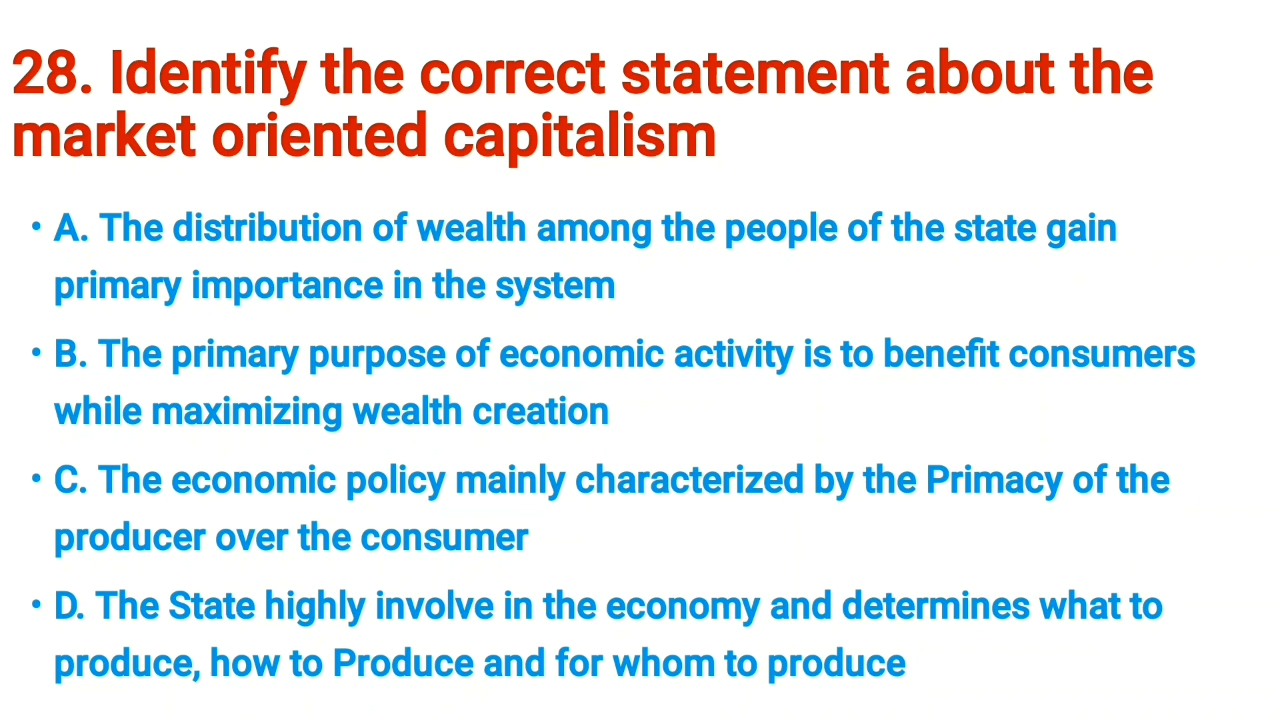 28. Identify the correct statement about the
market oriented capitalism
• A. The distribution of wealth among the people of the state gain
primary importance in the system
• B. The primary purpose of economic activity is to benefit consumers
while maximizing wealth creation
• C. The economic policy mainly characterized by the Primacy of the
producer over the consumer
• D. The State highly involve in the economy and determines what to
produce, how to Produce and for whom to produce